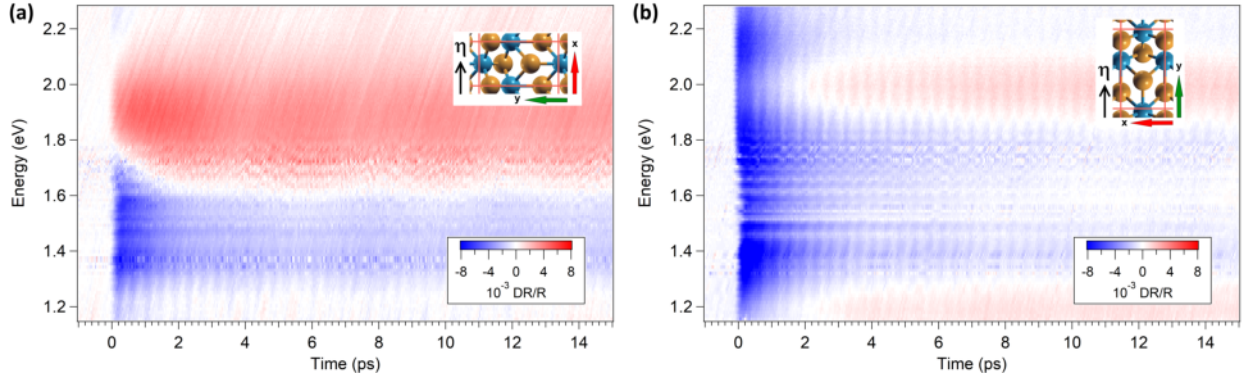 (a)
2.2
2.0
1.8
1.6
1.4
1.2
Energy (eV)
η
x
y
-8 -4 0 4 8
10⁻³ DR/R
0 2 4 6 8 10 12 14
Time (ps)
(b)
2.2
2.0
1.8
1.6
1.4
1.2
Energy (eV)
η
y
x
-8 -4 0 4 8
10⁻³ DR/R
0 2 4 6 8 10 12 14
Time (ps)